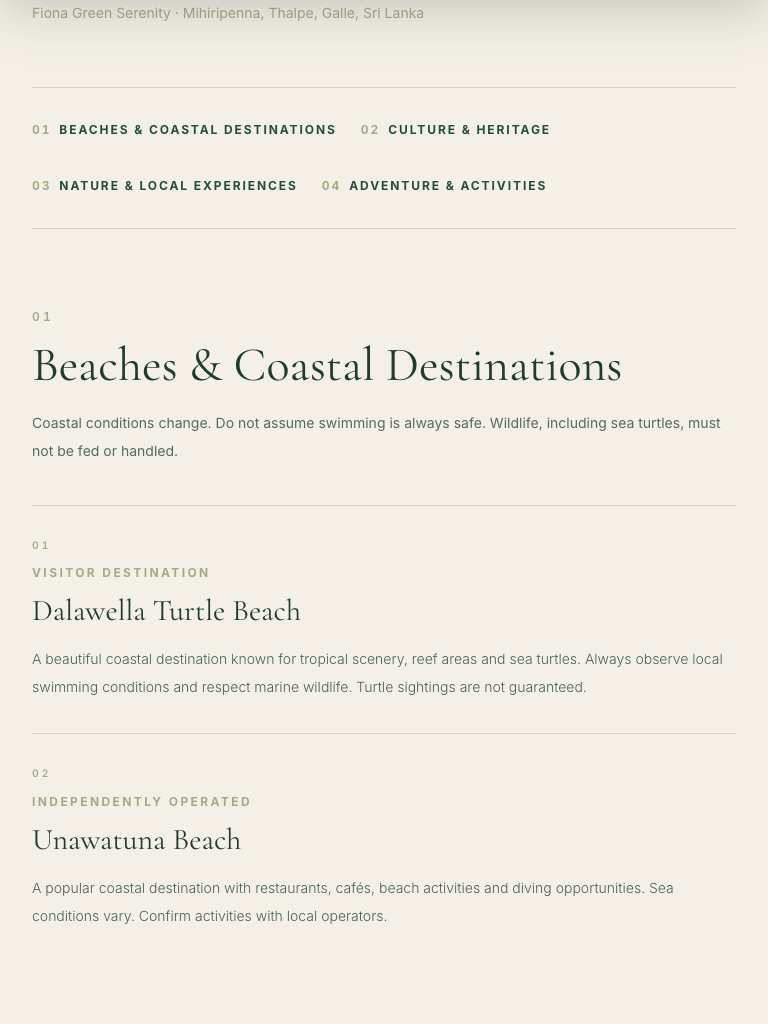 Fiona Green Serenity · Mihiripenna, Thalpe, Galle, Sri Lanka
01 BEACHES & COASTAL DESTINATIONS 02 CULTURE & HERITAGE
03 NATURE & LOCAL EXPERIENCES 04 ADVENTURE & ACTIVITIES
01
Beaches & Coastal Destinations
Coastal conditions change. Do not assume swimming is always safe. Wildlife, including sea turtles, must
not be fed or handled.
01
VISITOR DESTINATION
Dalawella Turtle Beach
A beautiful coastal destination known for tropical scenery, reef areas and sea turtles. Always observe local
swimming conditions and respect marine wildlife. Turtle sightings are not guaranteed.
02
INDEPENDENTLY OPERATED
Unawatuna Beach
A popular coastal destination with restaurants, cafés, beach activities and diving opportunities. Sea
conditions vary. Confirm activities with local operators.